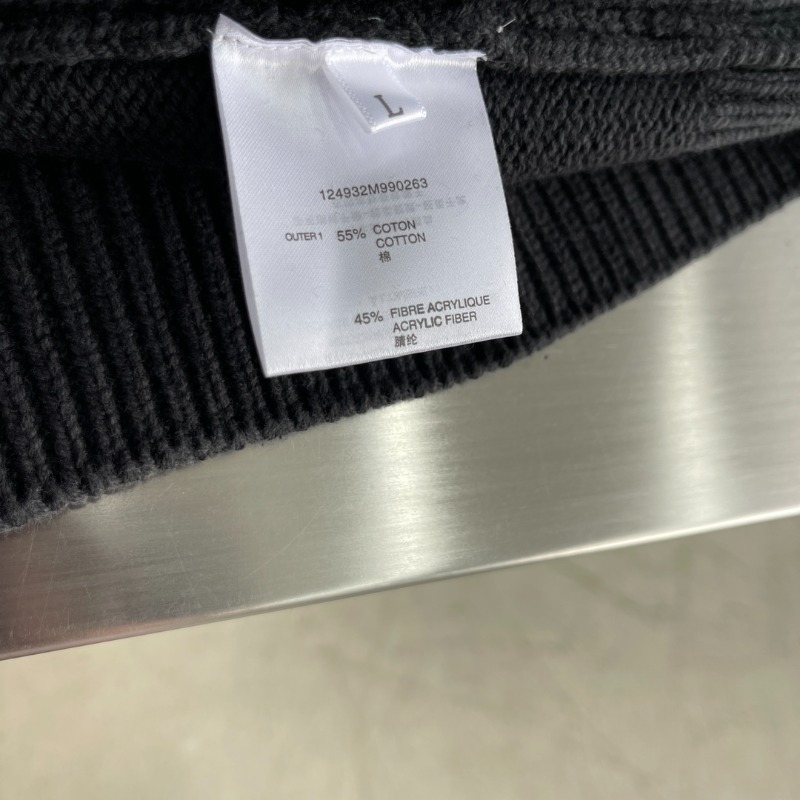 L
124932M990263
OUTER 1 55% COTON
COTTON
棉
45% FIBRE ACRYLIQUE
ACRYLIC FIBER
腈纶